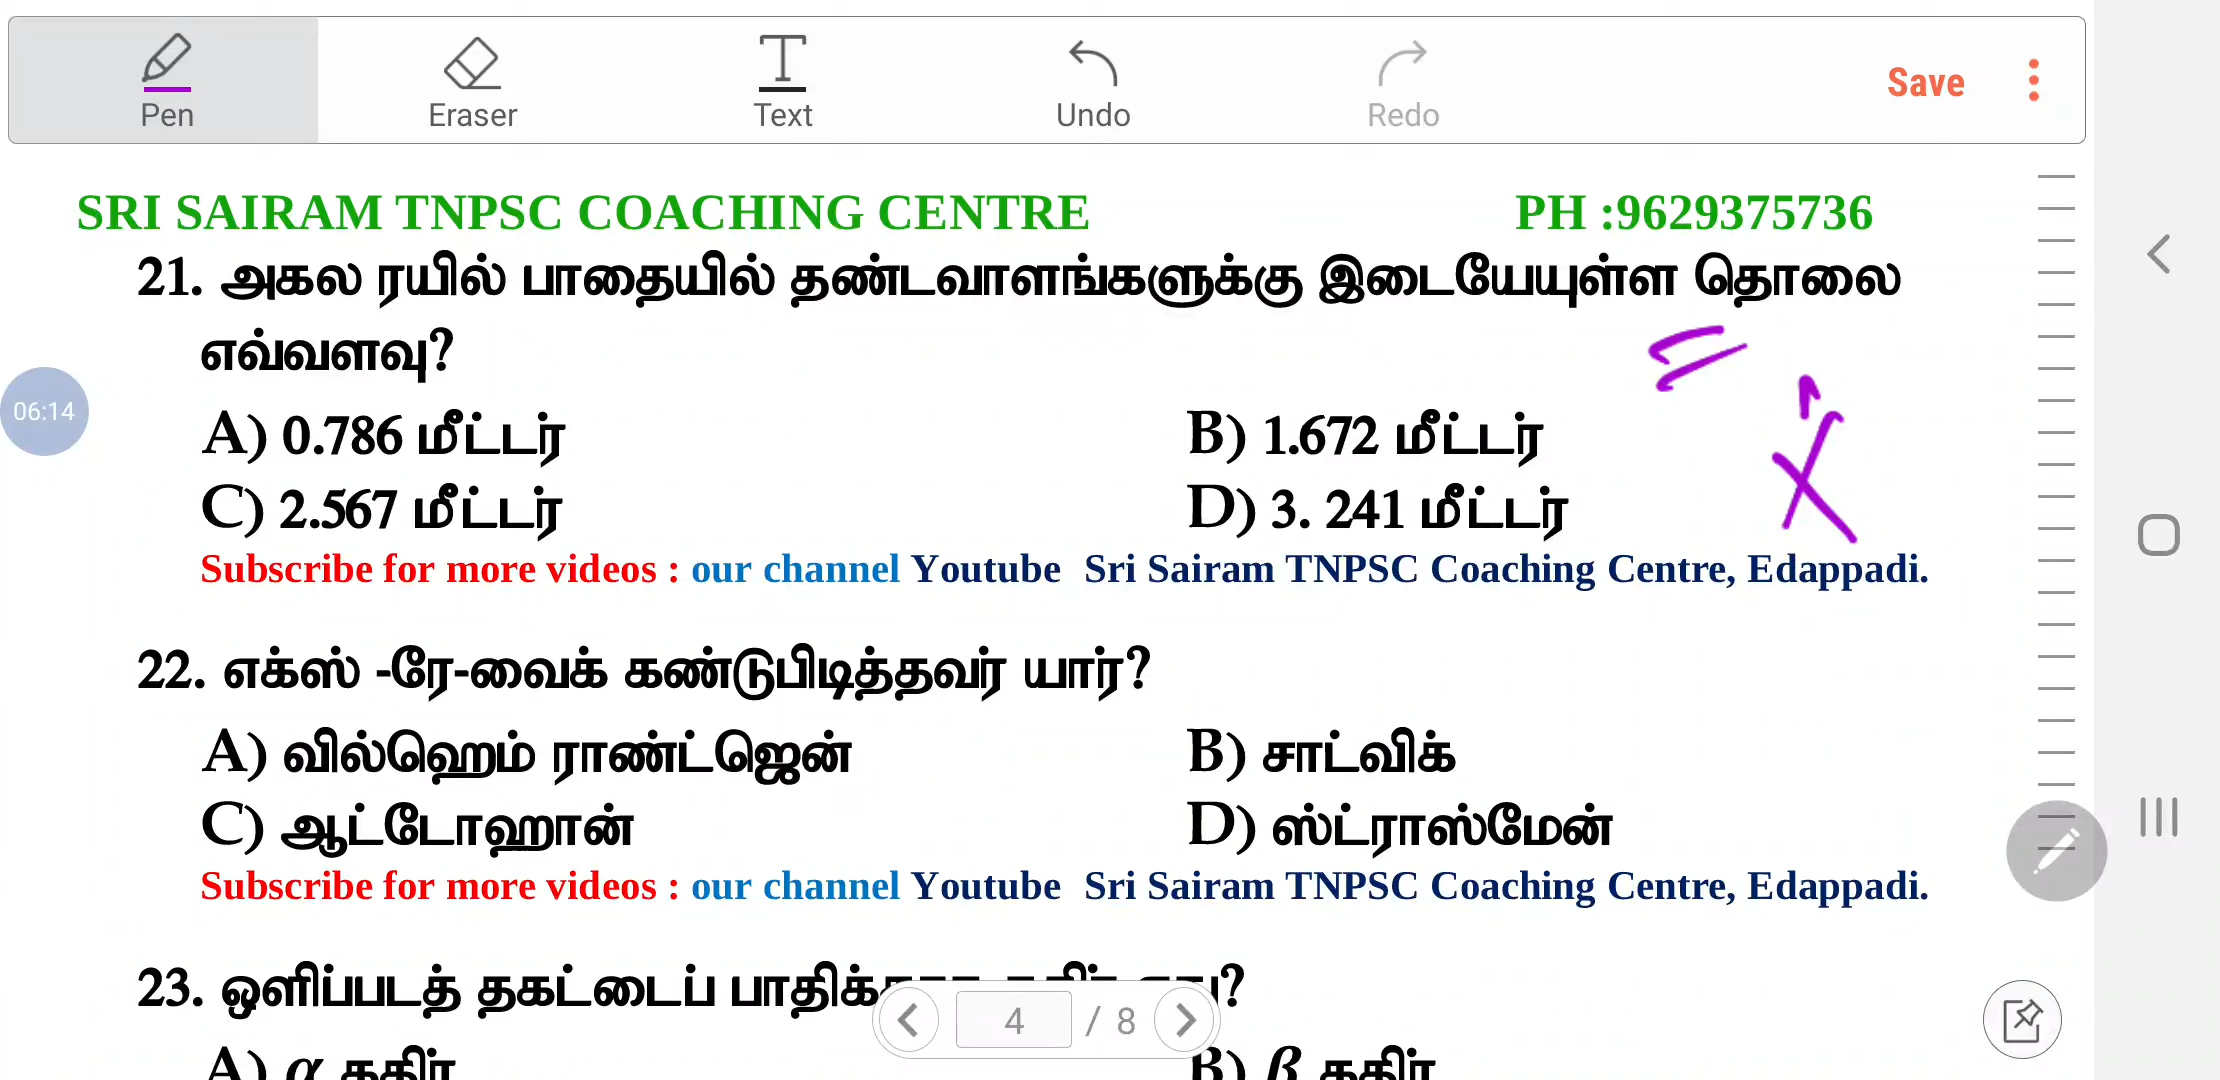 Pen
Eraser
Text
Undo
Redo
Save
SRI SAIRAM TNPSC COACHING CENTRE PH :9629375736
21. அகல ரயில் பாதையில் தண்டவாளங்களுக்கு இடையேயுள்ள தொலை
எவ்வளவு?
06:14
A) 0.786 மீட்டர் B) 1.672 மீட்டர்
C) 2.567 மீட்டர் D) 3. 241 மீட்டர்
Subscribe for more videos : our channel Youtube Sri Sairam TNPSC Coaching Centre, Edappadi.
22. எக்ஸ் -ரே-வைக் கண்டுபிடித்தவர் யார்?
A) வில்ஹெம் ராண்ட்ஜென் B) சாட்விக்
C) ஆட்டோஹான் D) ஸ்ட்ராஸ்மேன்
Subscribe for more videos : our channel Youtube Sri Sairam TNPSC Coaching Centre, Edappadi.
23. ஒளிப்படத் தகட்டைப்
4 / 8
A) α B) β